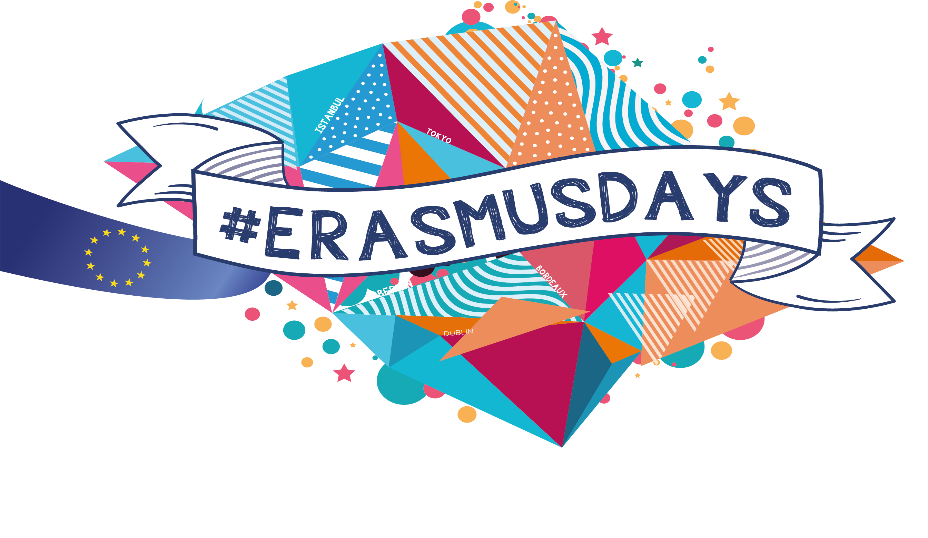 ISTANBUL
TOKYO
#ERASMUSDAYS
BORDEAUX
DUBLIN